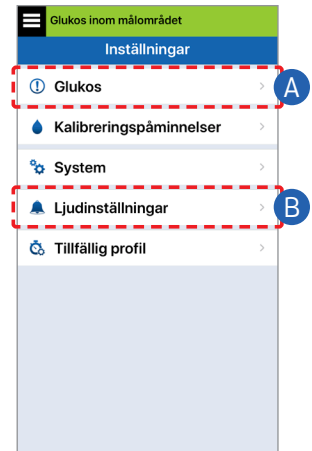 Glukos inom målområdet
Inställningar
Glukos
A
Kalibreringspåminnelser
System
Ljudinställningar
B
Tillfällig profil